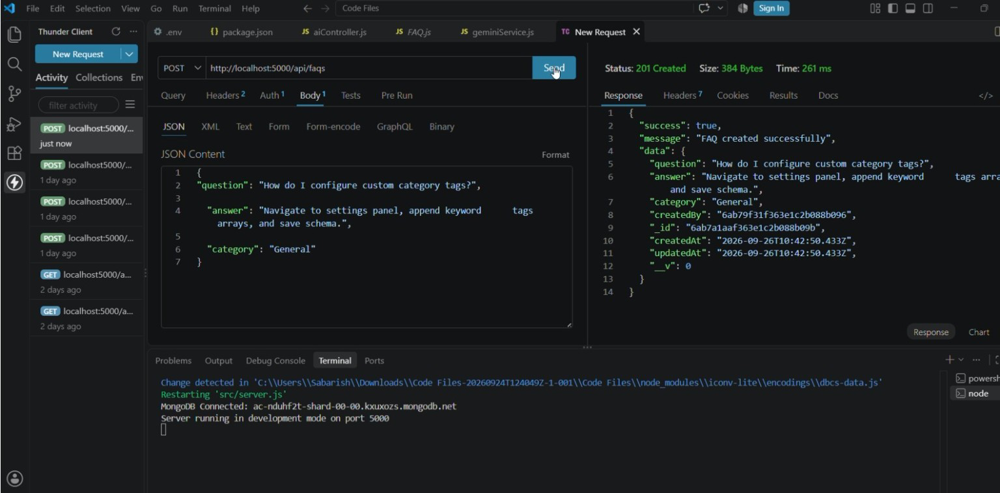 File Edit Selection View Go Run Terminal Help Code Files Sign In
Thunder Client ...
.env {} package.json JS aiController.js JS FAQ.js JS geminiService.js TC New Request
New Request
Activity Collections
filter activity
POST localhost:5000/...
just now
POST localhost:5000/...
1 day ago
POST localhost:5000/...
1 day ago
POST localhost:5000/...
1 day ago
GET localhost5000/a...
2 days ago
GET localhost:5000/a...
2 days ago
POST http://localhost:5000/api/faqs Send
Query Headers 2 Auth 1 Body 1 Tests Pre Run
JSON XML Text Form Form-encode GraphQL Binary
JSON Content Format
1 {
2 "question": "How do I configure custom category tags?",
3
4 "answer": "Navigate to settings panel, append keyword tags
arrays, and save schema.",
5
6 "category": "General"
7 }
Status: 201 Created Size: 384 Bytes Time: 261 ms
Response Headers 7 Cookies Results Docs </>
1 {
2 "success": true,
3 "message": "FAQ created successfully",
4 "data": {
5 "question": "How do I configure custom category tags?",
6 "answer": "Navigate to settings panel, append keyword tags arra
and save schema.",
7 "category": "General",
8 "createdBy": "6ab79f31f363e1c2b088b096",
9 "_id": "6ab7a1aaf363e1c2b088b09b",
10 "createdAt": "2026-09-26T10:42:50.433Z",
11 "updatedAt": "2026-09-26T10:42:50.433Z",
12 "__v": 0
13 }
14 }
Response Chart
Problems Output Debug Console Terminal Ports
Change detected in 'C:\\Users\\Sabarish\\Downloads\\Code Files-20260924T124049Z-1-001\\Code Files\\node_modules\\iconv-lite\\encodings\\dbcs-data.js'
Restarting 'src/server.js'
MongoDB Connected: ac-nduhf2t-shard-00-00.kxuxozs.mongodb.net
Server running in development mode on port 5000
powersh
node